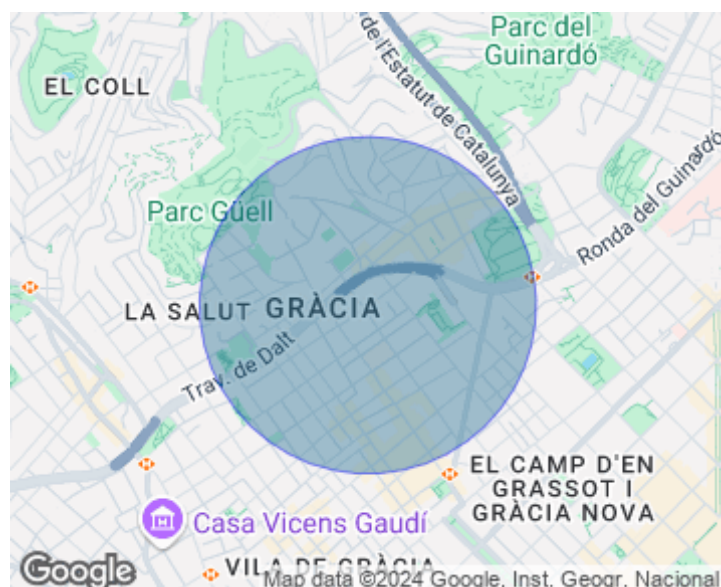 Parc del
Guinardó
EL COLL
de l'Estatut de Catalunya
Ronda del Guinardó
Parc Güell
LA SALUT
GRÀCIA
Trav. de Dalt
EL CAMP D'EN
GRASSOT I
GRÀCIA NOVA
Casa Vicens Gaudí
VILA DE GRÀCIA
Google
Map data ©2024 Google, Inst. Geogr. Nacional